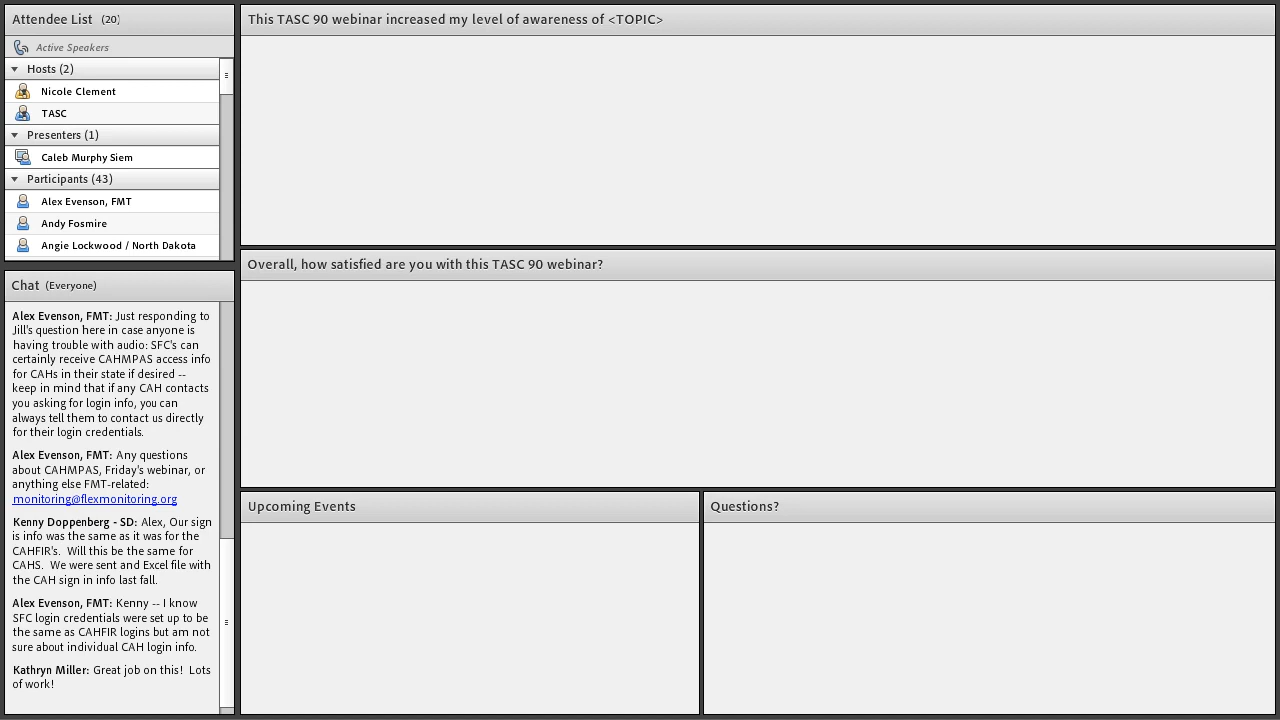 Attendee List (20)
Active Speakers
Hosts (2)
Nicole Clement
TASC
Presenters (1)
Caleb Murphy Siem
Participants (43)
Alex Evenson, FMT
Andy Fosmire
Angie Lockwood / North Dakota
Chat (Everyone)
Alex Evenson, FMT: Just responding to
Jill's question here in case anyone is
having trouble with audio: SFC's can
certainly receive CAHMPAS access info
for CAHs in their state if desired --
keep in mind that if any CAH contacts
you asking for login info, you can
always tell them to contact us directly
for their login credentials.
Alex Evenson, FMT: Any questions
about CAHMPAS, Friday's webinar, or
anything else FMT-related:
monitoring@flexmonitoring.org
Kenny Doppenberg - SD: Alex, Our sign
is info was the same as it was for the
CAHFIR's. Will this be the same for
CAHS. We were sent and Excel file with
the CAH sign in info last fall.
Alex Evenson, FMT: Kenny -- I know
SFC login credentials were set up to be
the same as CAHFIR logins but am not
sure about individual CAH login info.
Kathryn Miller: Great job on this! Lots
of work!
This TASC 90 webinar increased my level of awareness of <TOPIC>
Overall, how satisfied are you with this TASC 90 webinar?
Upcoming Events
Questions?